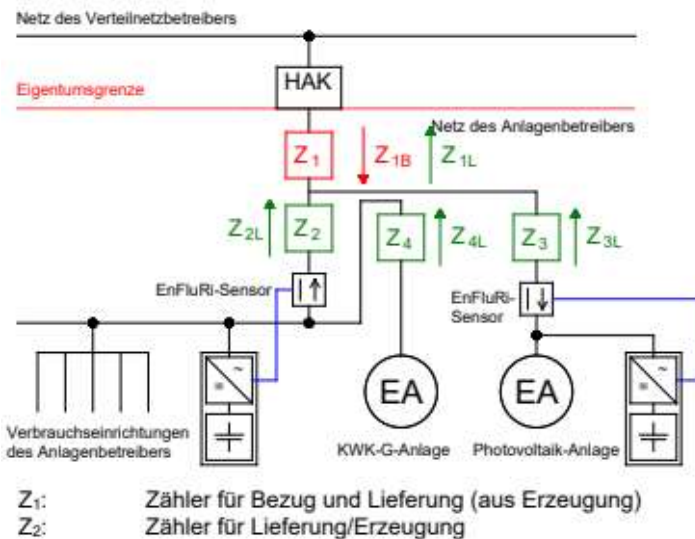 Netz des Verteilnetzbetreibers
HAK
Eigentumsgrenze
Netz des Anlagenbetreibers
Z₁
Z₁B
Z₁L
Z₂L
Z₂
Z₄
Z₄L
Z₃
Z₃L
EnFluRi-Sensor
EnFluRi-
Sensor
EA
EA
Verbrauchseinrichtungen
des Anlagenbetreibers
KWK-G-Anlage
Photovoltaik-Anlage
Z₁: Zähler für Bezug und Lieferung (aus Erzeugung)
Z₂: Zähler für Lieferung/Erzeugung